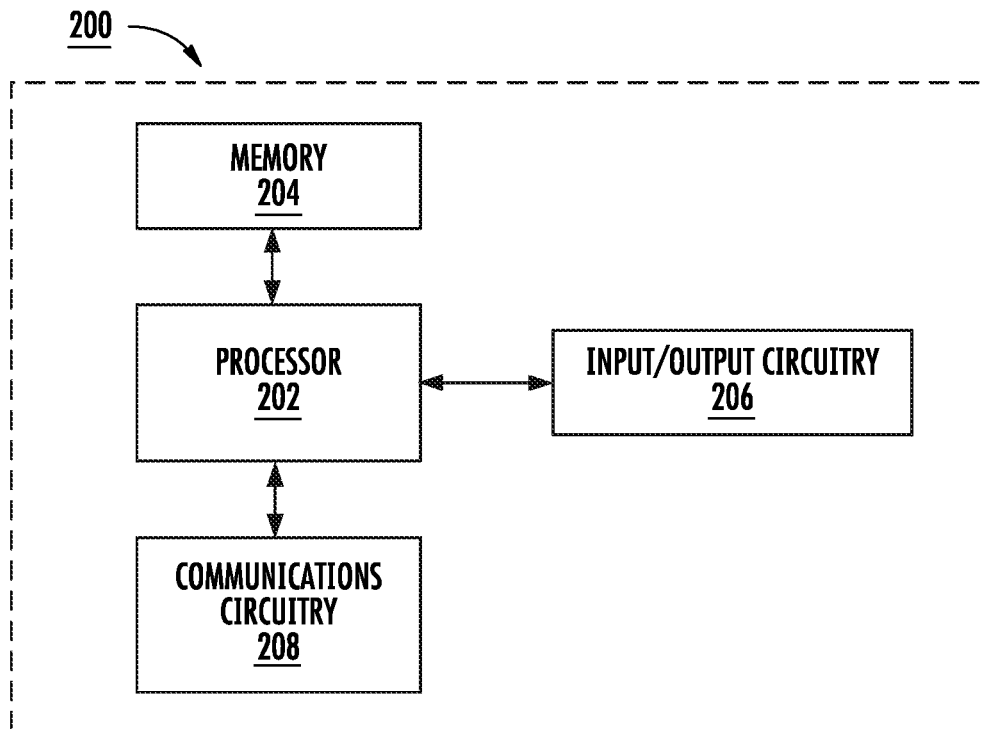 200
MEMORY
204
PROCESSOR
202
INPUT/OUTPUT CIRCUITRY
206
COMMUNICATIONS
CIRCUITRY
208